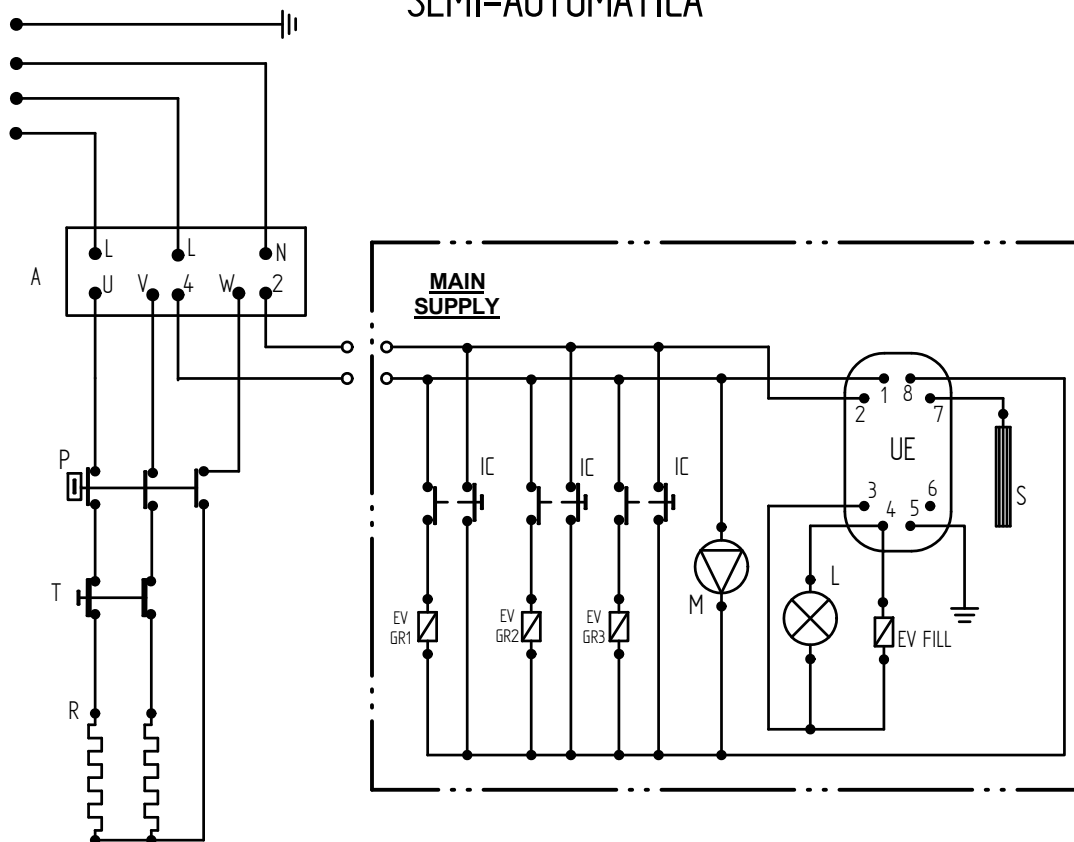 SEMI-AUTOMATICA
L L N
A
U V 4 W 2
MAIN
SUPPLY
1 8
2 7
UE
P
IC IC IC
3 6
S
4 5
T
L
M
EV
GR1
EV
GR2
EV
GR3
EV FILL
R